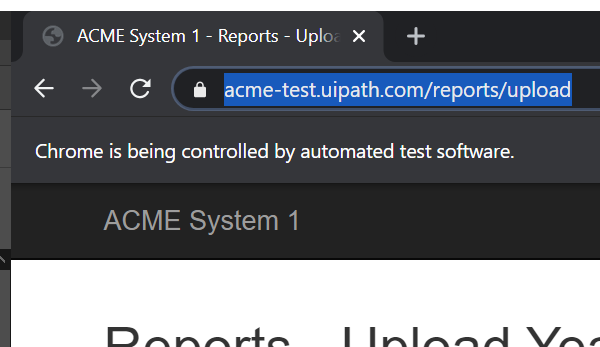 ACME System 1 - Reports - Uploa
acme-test.uipath.com/reports/upload
Chrome is being controlled by automated test software.
ACME System 1
Reports - Upload Yea